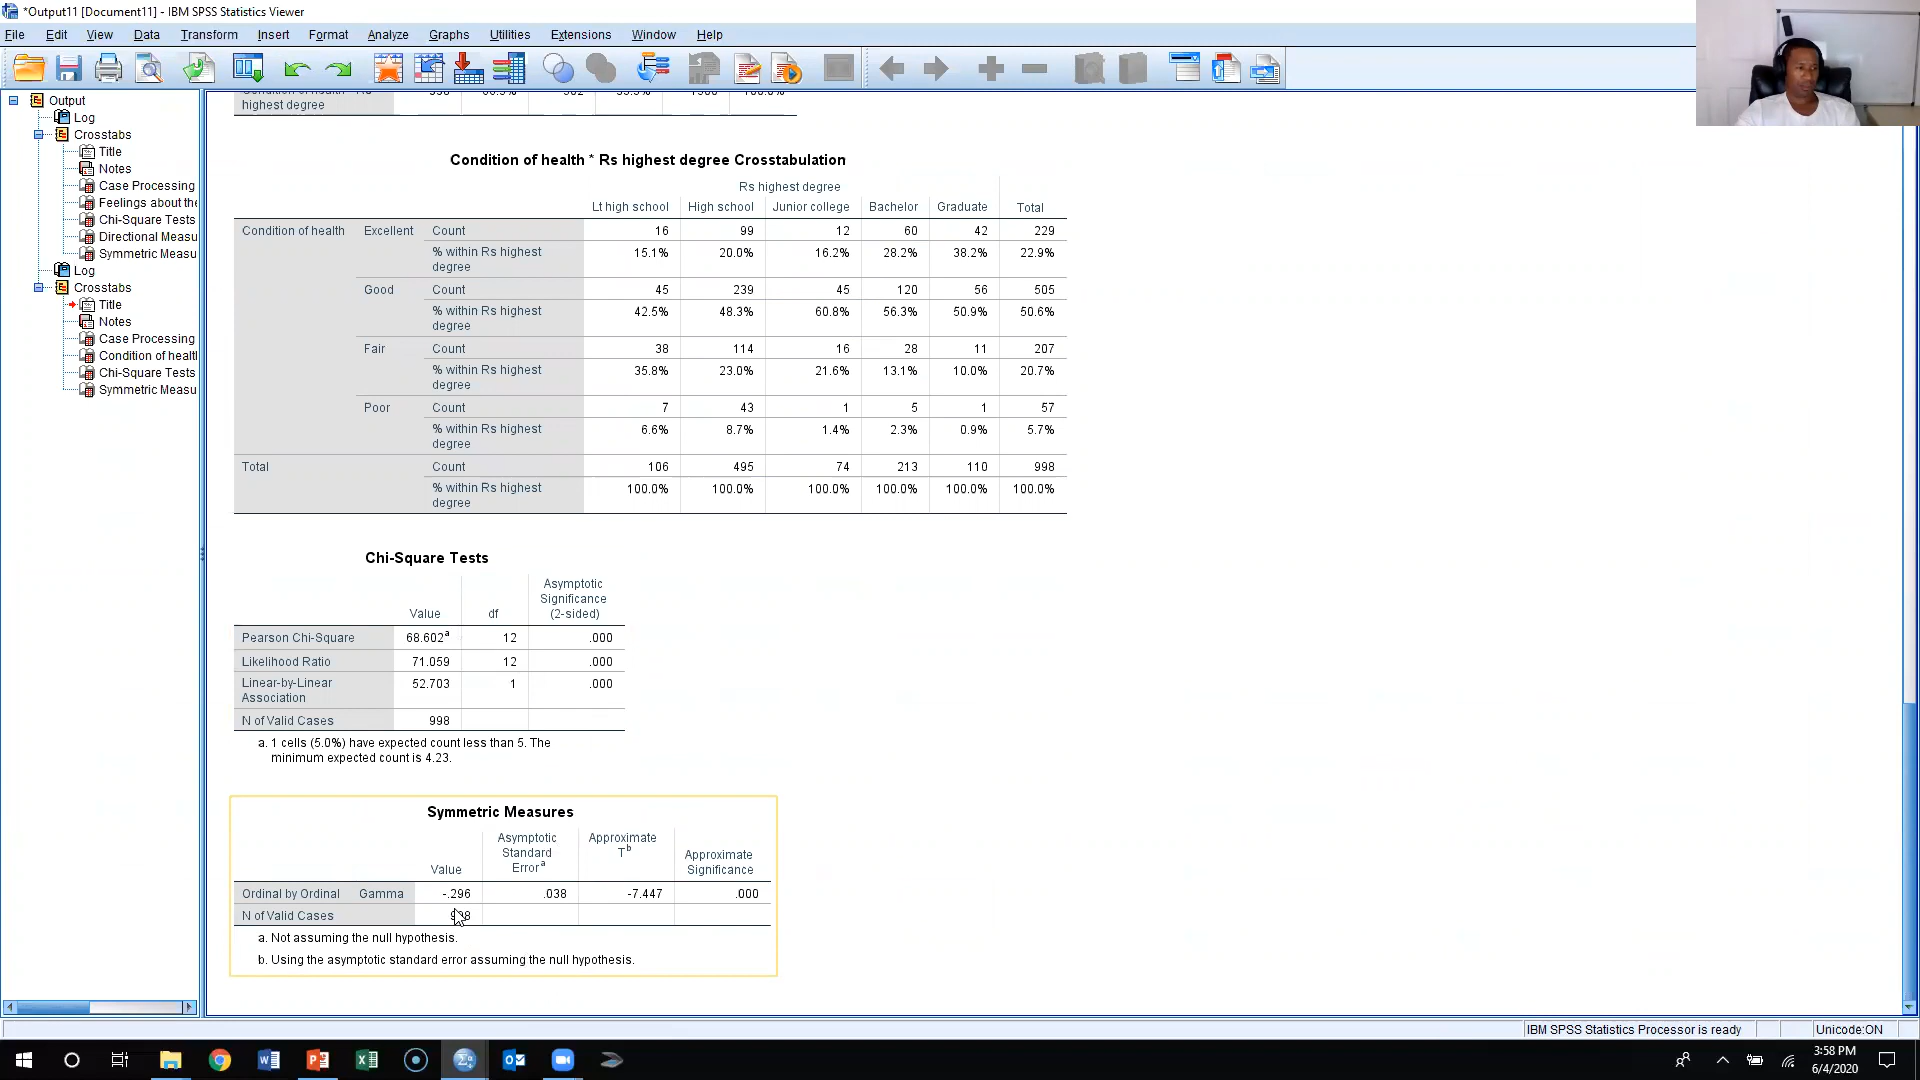 *Output11 [Document11] - IBM SPSS Statistics Viewer
File Edit View Data Transform Insert Format Analyze Graphs Utilities Extensions Window Help
Output
Log
Crosstabs
Title
Notes
Case Processing
Feelings about the
Chi-Square Tests
Directional Measu
Symmetric Measu
Log
Crosstabs
Title
Notes
Case Processing
Condition of healt
Chi-Square Tests
Symmetric Measu
highest degree
Condition of health * Rs highest degree Crosstabulation
Rs highest degree
Lt high school High school Junior college Bachelor Graduate Total
Condition of health Excellent Count 16 99 12 60 42 229
% within Rs highest degree 15.1% 20.0% 16.2% 28.2% 38.2% 22.9%
Good Count 45 239 45 120 56 505
% within Rs highest degree 42.5% 48.3% 60.8% 56.3% 50.9% 50.6%
Fair Count 38 114 16 28 11 207
% within Rs highest degree 35.8% 23.0% 21.6% 13.1% 10.0% 20.7%
Poor Count 7 43 1 5 1 57
% within Rs highest degree 6.6% 8.7% 1.4% 2.3% 0.9% 5.7%
Total Count 106 495 74 213 110 998
% within Rs highest degree 100.0% 100.0% 100.0% 100.0% 100.0% 100.0%
Chi-Square Tests
Value df Asymptotic Significance (2-sided)
Pearson Chi-Square 68.602a 12 .000
Likelihood Ratio 71.059 12 .000
Linear-by-Linear Association 52.703 1 .000
N of Valid Cases 998
a. 1 cells (5.0%) have expected count less than 5. The
minimum expected count is 4.23.
Symmetric Measures
Value Asymptotic Standard Errora Approximate Tb Approximate Significance
Ordinal by Ordinal Gamma -.296 .038 -7.447 .000
N of Valid Cases
a. Not assuming the null hypothesis.
b. Using the asymptotic standard error assuming the null hypothesis.
IBM SPSS Statistics Processor is ready Unicode:ON
3:58 PM
6/4/2020